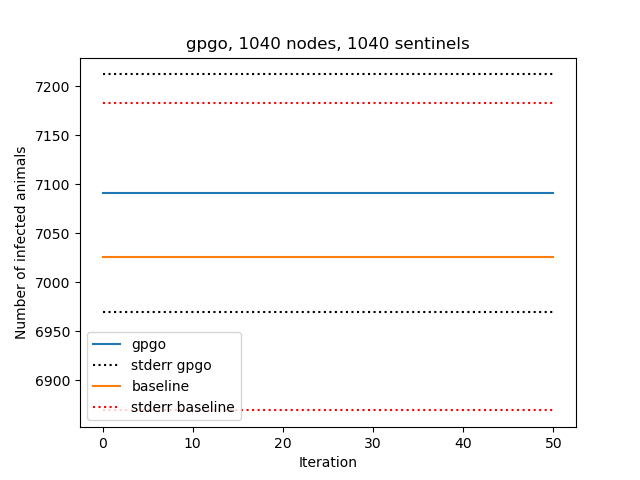 gpgo, 1040 nodes, 1040 sentinels
7200
7150
7100
7050
7000
6950
6900
Number of infected animals
gpgo
stderr gpgo
baseline
stderr baseline
0 10 20 30 40 50
Iteration